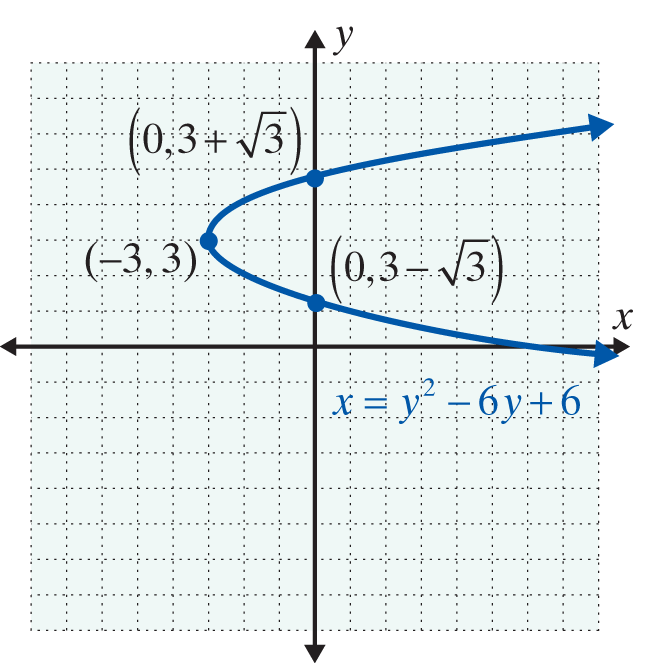 y
(0,3 + √3)
(−3, 3)
(0,3 − √3)
x
x = y² − 6y + 6